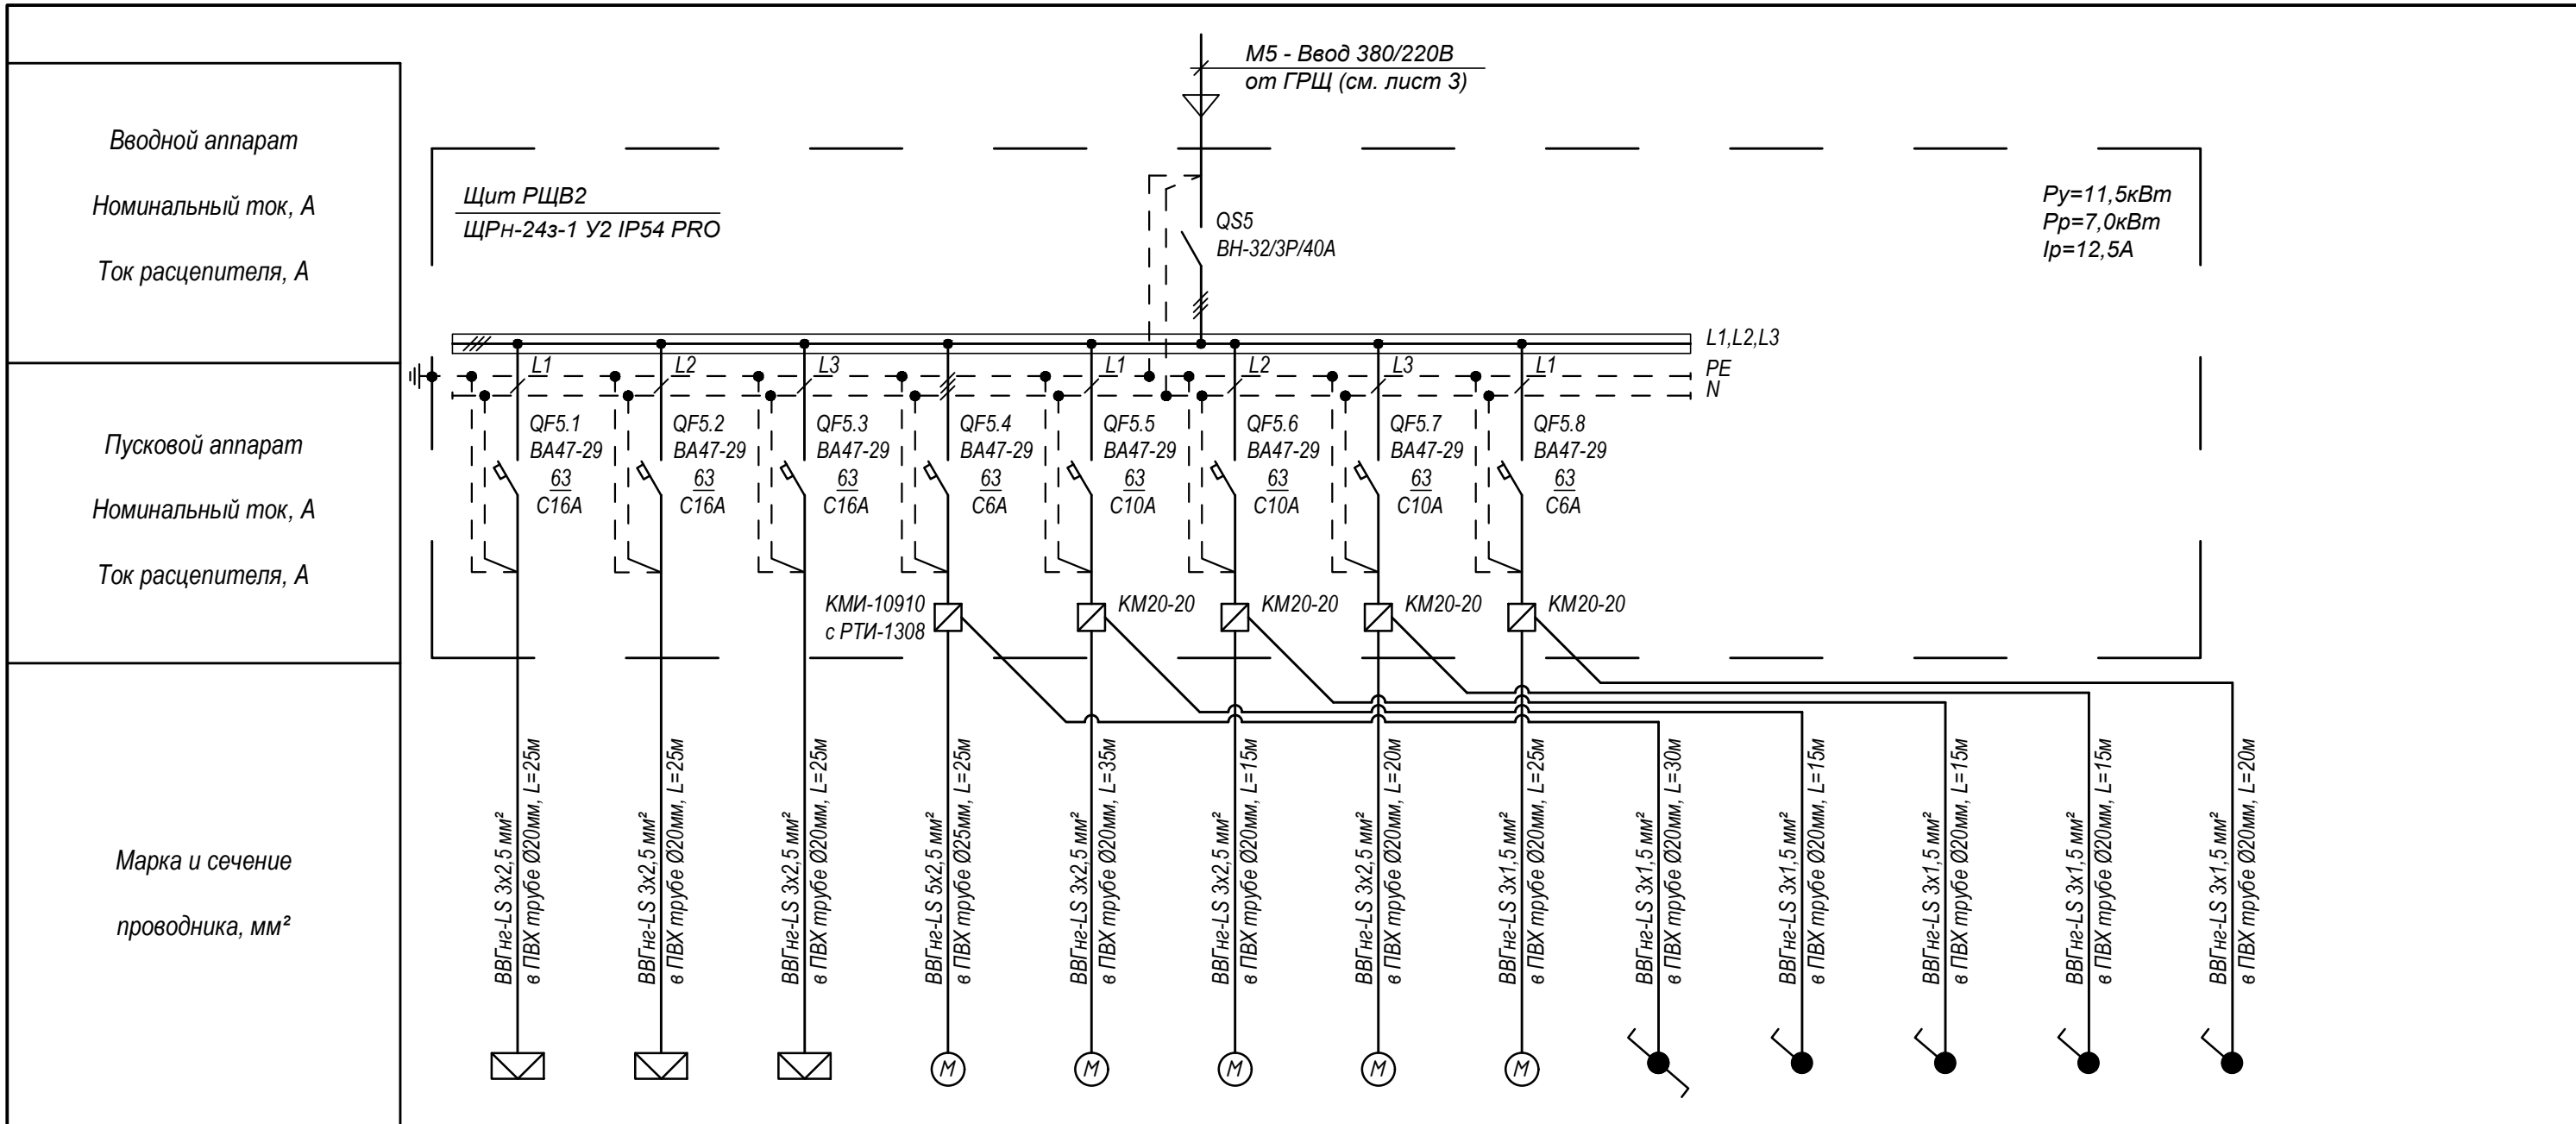 М5 - Ввод 380/220В
от ГРЩ (см. лист 3)
Вводной аппарат
Номинальный ток, А
Ток расцепителя, А
Щит РЩВ2
ЩРн-24з-1 У2 IP54 PRO
QS5
ВН-32/3Р/40А
Ру=11,5кВт
Рр=7,0кВт
Iр=12,5А
L1,L2,L3
PE
N
L1
L2
L3
L1
L2
L3
L1
Пусковой аппарат
Номинальный ток, А
Ток расцепителя, А
QF5.1
ВА47-29
63
С16А
QF5.2
ВА47-29
63
С16А
QF5.3
ВА47-29
63
С16А
QF5.4
ВА47-29
63
С6А
QF5.5
ВА47-29
63
С10А
QF5.6
ВА47-29
63
С10А
QF5.7
ВА47-29
63
С10А
QF5.8
ВА47-29
63
С6А
КМИ-10910
с РТИ-1308
КМ20-20
КМ20-20
КМ20-20
КМ20-20
Марка и сечение
проводника, мм²
ВВГнг-LS 3х2,5 мм²
в ПВХ трубе Ø20мм, L=25м
ВВГнг-LS 3х2,5 мм²
в ПВХ трубе Ø20мм, L=25м
ВВГнг-LS 3х2,5 мм²
в ПВХ трубе Ø20мм, L=25м
ВВГнг-LS 5х2,5 мм²
в ПВХ трубе Ø25мм, L=25м
ВВГнг-LS 3х2,5 мм²
в ПВХ трубе Ø20мм, L=35м
ВВГнг-LS 3х2,5 мм²
в ПВХ трубе Ø20мм, L=15м
ВВГнг-LS 3х2,5 мм²
в ПВХ трубе Ø20мм, L=20м
ВВГнг-LS 3х1,5 мм²
в ПВХ трубе Ø20мм, L=25м
ВВГнг-LS 3х1,5 мм²
в ПВХ трубе Ø20мм, L=30м
ВВГнг-LS 3х1,5 мм²
в ПВХ трубе Ø20мм, L=15м
ВВГнг-LS 3х1,5 мм²
в ПВХ трубе Ø20мм, L=15м
ВВГнг-LS 3х1,5 мм²
в ПВХ трубе Ø20мм, L=15м
ВВГнг-LS 3х1,5 мм²
в ПВХ трубе Ø20мм, L=20м
М
М
М
М
М